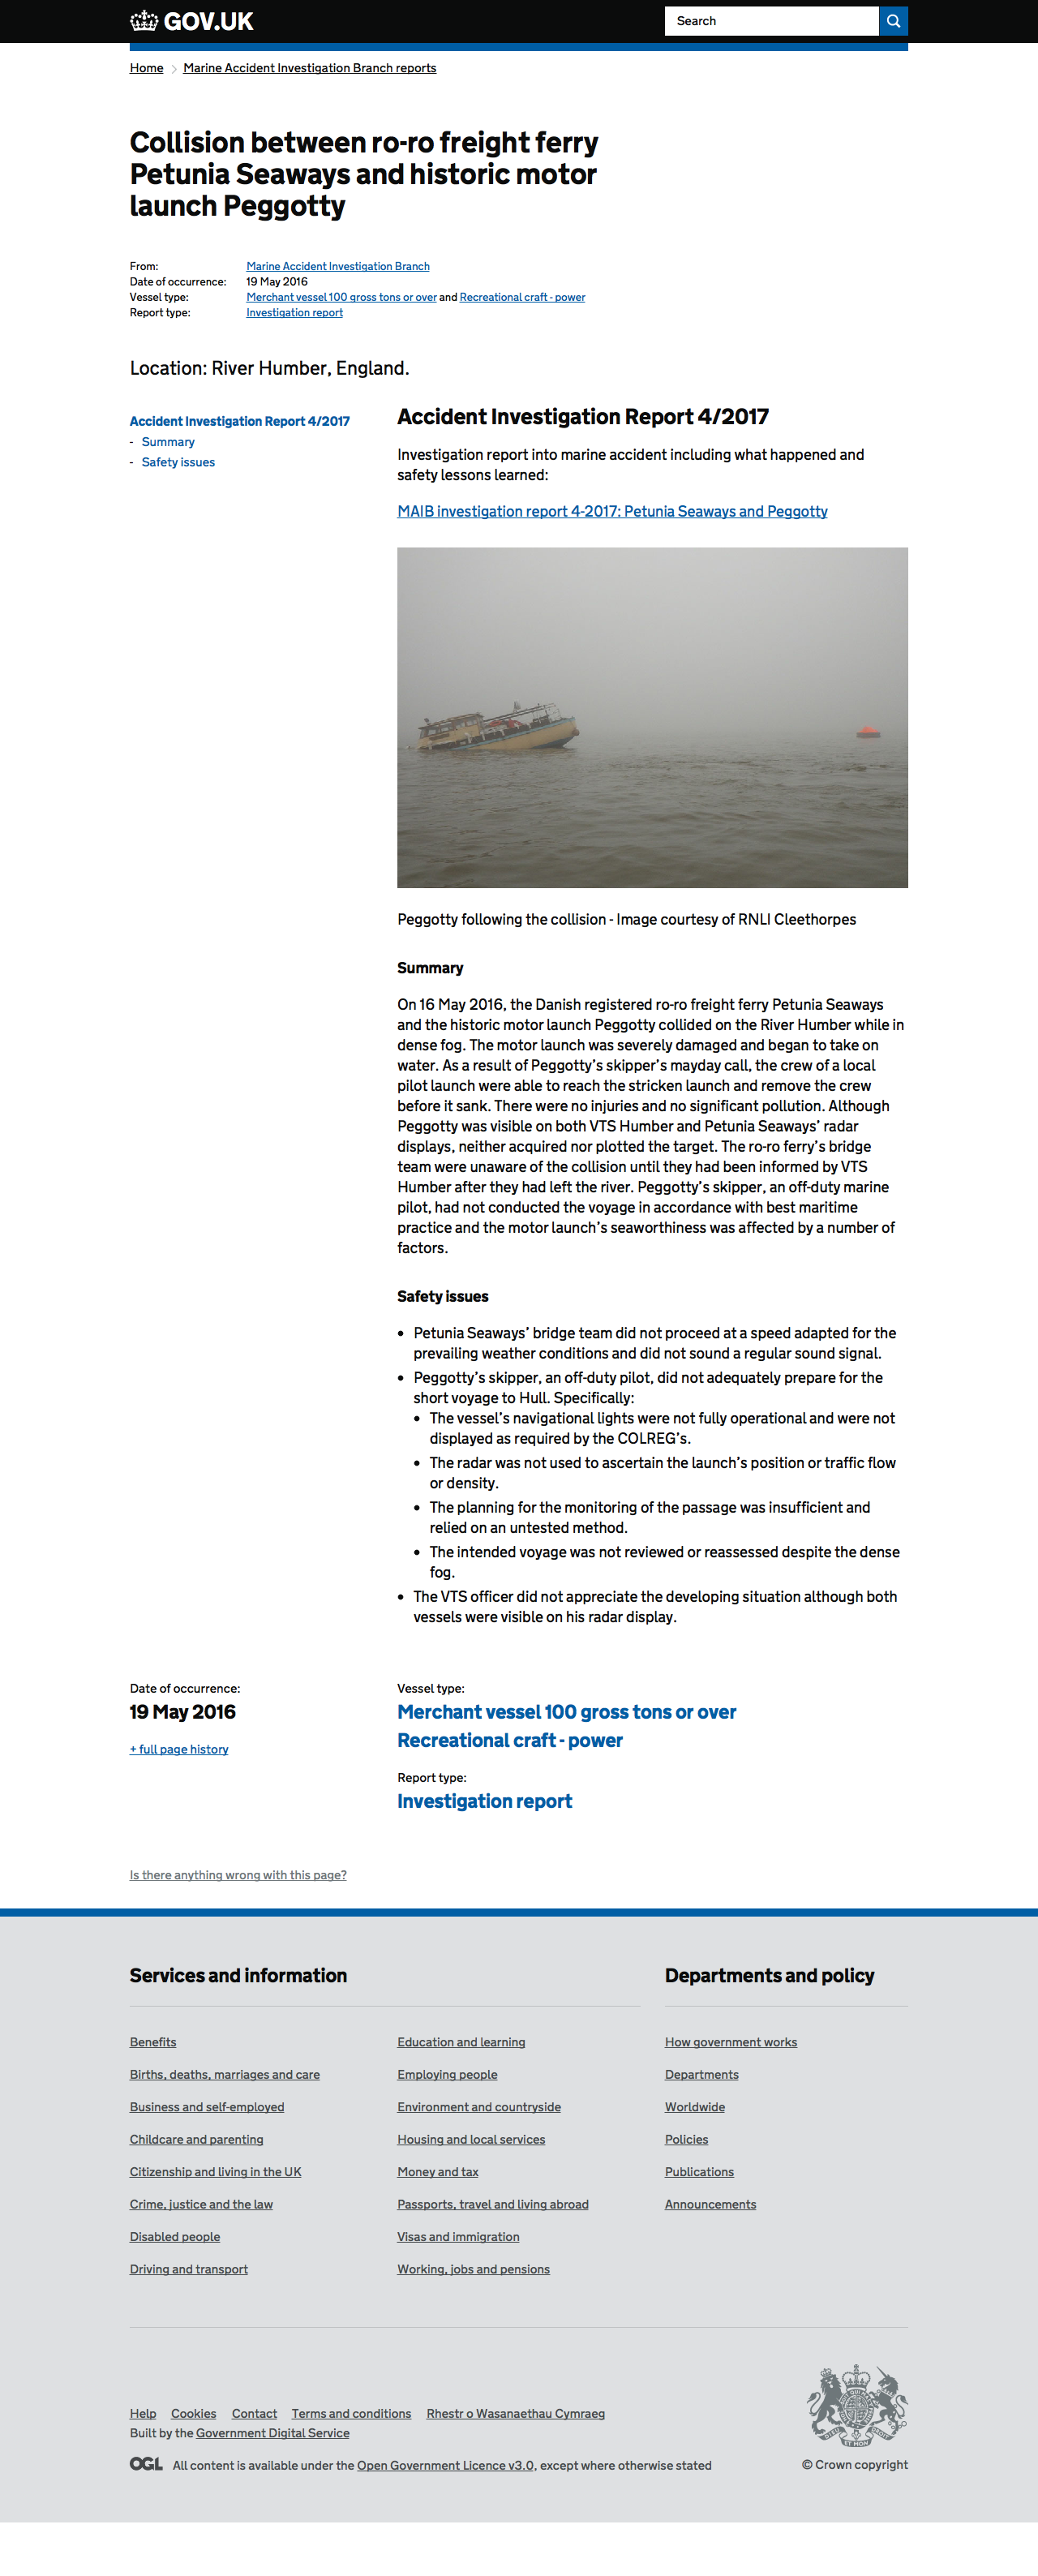 GOV.UK
Search
Home
Marine Accident Investigation Branch reports
Collision between ro-ro freight ferry
Petunia Seaways and historic motor
launch Peggotty
From: Marine Accident Investigation Branch
Date of occurrence: 19 May 2016
Vessel type: Merchant vessel 100 gross tons or over and Recreational craft - power
Report type: Investigation report
Location: River Humber, England.
Accident Investigation Report 4/2017
- Summary
- Safety issues
Accident Investigation Report 4/2017
Investigation report into marine accident including what happened and
safety lessons learned:
MAIB investigation report 4-2017: Petunia Seaways and Peggotty
Peggotty following the collision - Image courtesy of RNLI Cleethorpes
Summary
On 16 May 2016, the Danish registered ro-ro freight ferry Petunia Seaways
and the historic motor launch Peggotty collided on the River Humber while in
dense fog. The motor launch was severely damaged and began to take on
water. As a result of Peggotty’s skipper’s mayday call, the crew of a local
pilot launch were able to reach the stricken launch and remove the crew
before it sank. There were no injuries and no significant pollution. Although
Peggotty was visible on both VTS Humber and Petunia Seaways’ radar
displays, neither acquired nor plotted the target. The ro-ro ferry’s bridge
team were unaware of the collision until they had been informed by VTS
Humber after they had left the river. Peggotty’s skipper, an off-duty marine
pilot, had not conducted the voyage in accordance with best maritime
practice and the motor launch’s seaworthiness was affected by a number of
factors.
Safety issues
• Petunia Seaways’ bridge team did not proceed at a speed adapted for the
prevailing weather conditions and did not sound a regular sound signal.
• Peggotty’s skipper, an off-duty pilot, did not adequately prepare for the
short voyage to Hull. Specifically:
• The vessel’s navigational lights were not fully operational and were not
displayed as required by the COLREG’s.
• The radar was not used to ascertain the launch’s position or traffic flow
or density.
• The planning for the monitoring of the passage was insufficient and
relied on an untested method.
• The intended voyage was not reviewed or reassessed despite the dense
fog.
• The VTS officer did not appreciate the developing situation although both
vessels were visible on his radar display.
Date of occurrence:
19 May 2016
+ full page history
Vessel type:
Merchant vessel 100 gross tons or over
Recreational craft - power
Report type:
Investigation report
Is there anything wrong with this page?
Services and information
Benefits
Births, deaths, marriages and care
Business and self-employed
Childcare and parenting
Citizenship and living in the UK
Crime, justice and the law
Disabled people
Driving and transport
Education and learning
Employing people
Environment and countryside
Housing and local services
Money and tax
Passports, travel and living abroad
Visas and immigration
Working, jobs and pensions
Departments and policy
How government works
Departments
Worldwide
Policies
Publications
Announcements
Help Cookies Contact Terms and conditions Rhestr o Wasanaethau Cymraeg
Built by the Government Digital Service
OGL All content is available under the Open Government Licence v3.0, except where otherwise stated
© Crown copyright